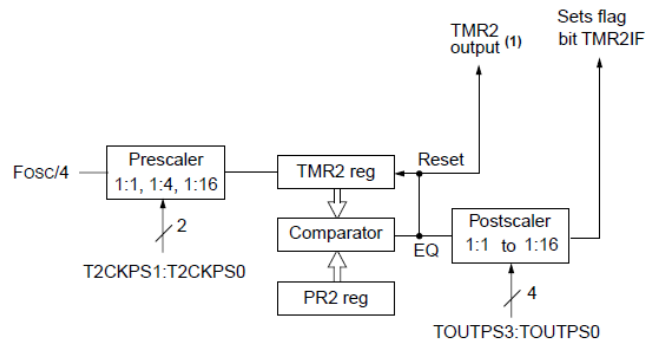 TMR2
output (1)
Sets flag
bit TMR2IF
Fosc/4
Prescaler
1:1, 1:4, 1:16
2
T2CKPS1:T2CKPS0
TMR2 reg
Reset
Comparator
EQ
PR2 reg
Postscaler
1:1 to 1:16
4
TOUTPS3:TOUTPS0